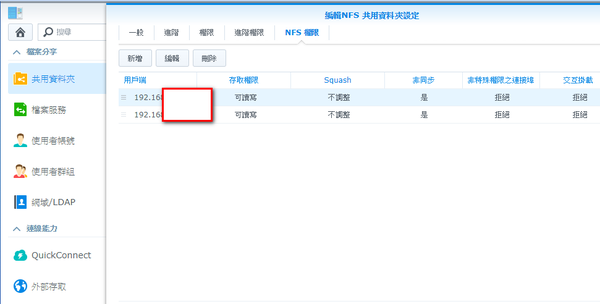 編輯NFS 共用資料夾設定
搜尋
一般 進階 權限 進階權限 NFS 權限
檔案分享
新增 編輯 刪除
共用資料夾
用戶端 存取權限 Squash 非同步 非特殊權限之連接埠 交互掛載
192.168 可讀寫 不調整 是 拒絕 拒絕
192.168 可讀寫 不調整 是 拒絕 拒絕
檔案服務
使用者帳號
使用者群組
網域/LDAP
連線能力
QuickConnect
外部存取